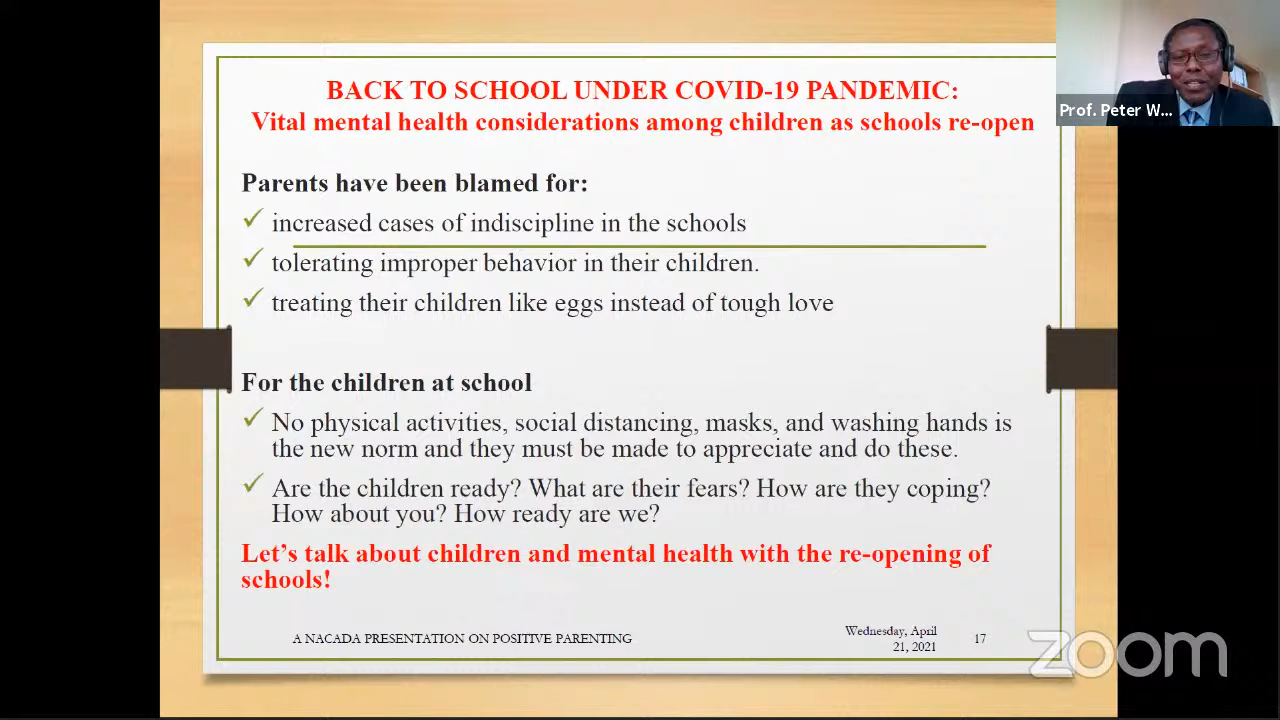 BACK TO SCHOOL UNDER COVID-19 PANDEMIC:
Vital mental health considerations among children as schools re-open
Prof. Peter W...
Parents have been blamed for:
✓ increased cases of indiscipline in the schools
✓ tolerating improper behavior in their children.
✓ treating their children like eggs instead of tough love
For the children at school
✓ No physical activities, social distancing, masks, and washing hands is
the new norm and they must be made to appreciate and do these.
✓ Are the children ready? What are their fears? How are they coping?
How about you? How ready are we?
Let’s talk about children and mental health with the re-opening of
schools!
A NACADA PRESENTATION ON POSITIVE PARENTING
Wednesday, April
21, 2021
17
zoom